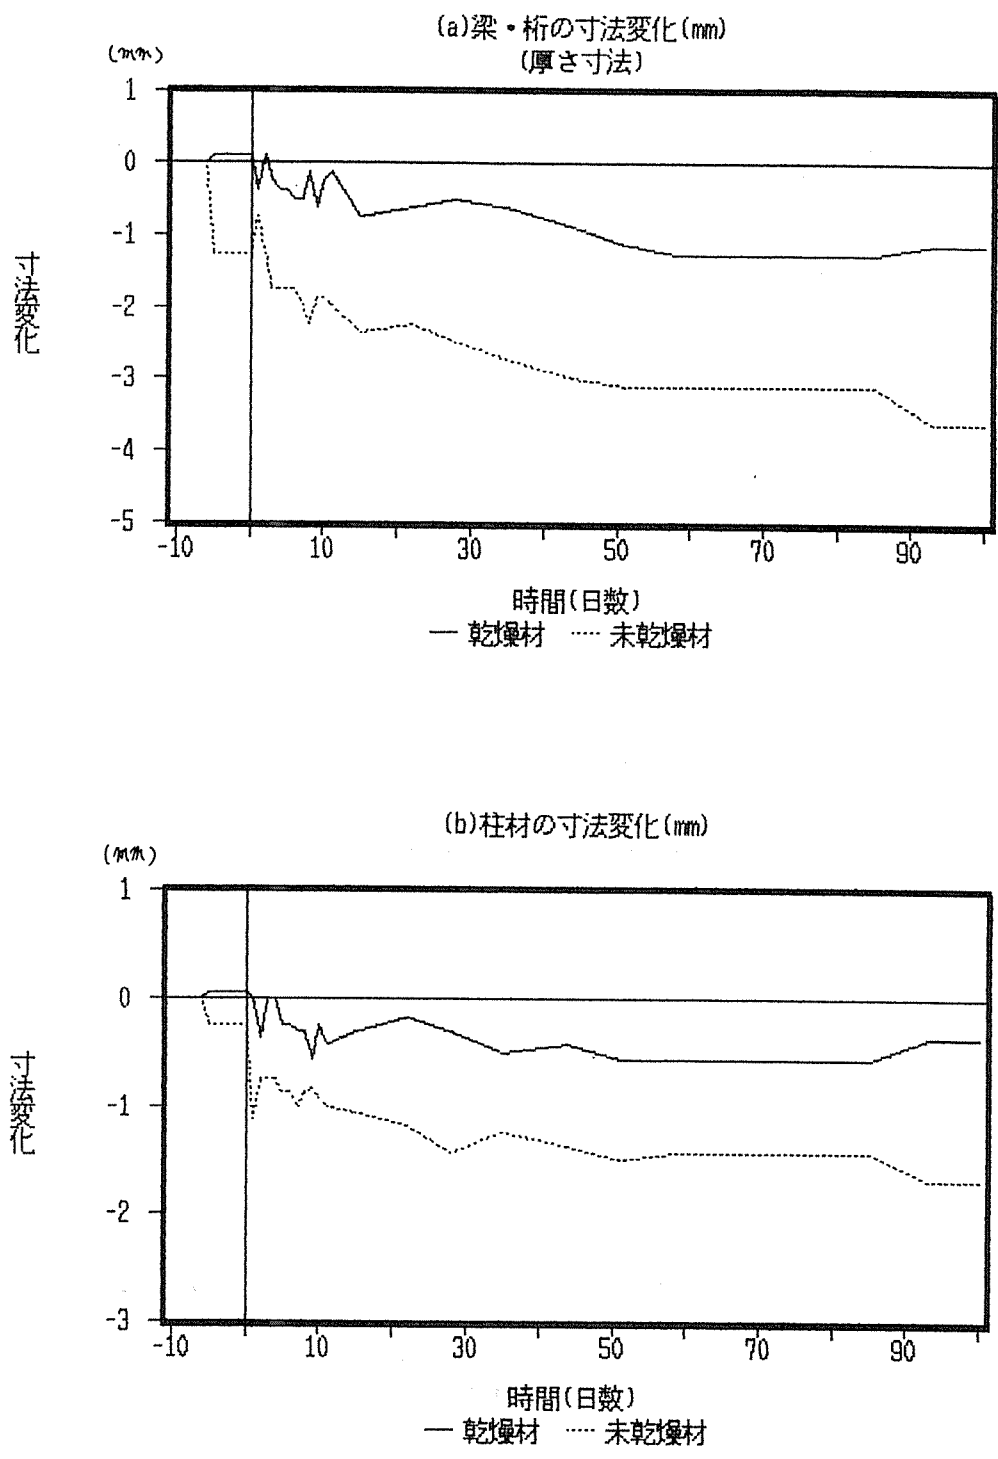 (a)梁・桁の寸法変化(mm)
(厚さ寸法)
(mm)
1
0
-1
-2
-3
-4
-5
寸法変化
-10 10 30 50 70 90
時間(日数)
乾燥材 未乾燥材
(b)柱材の寸法変化(mm)
(mm)
1
0
-1
-2
-3
寸法変化
-10 10 30 50 70 90
時間(日数)
乾燥材 未乾燥材